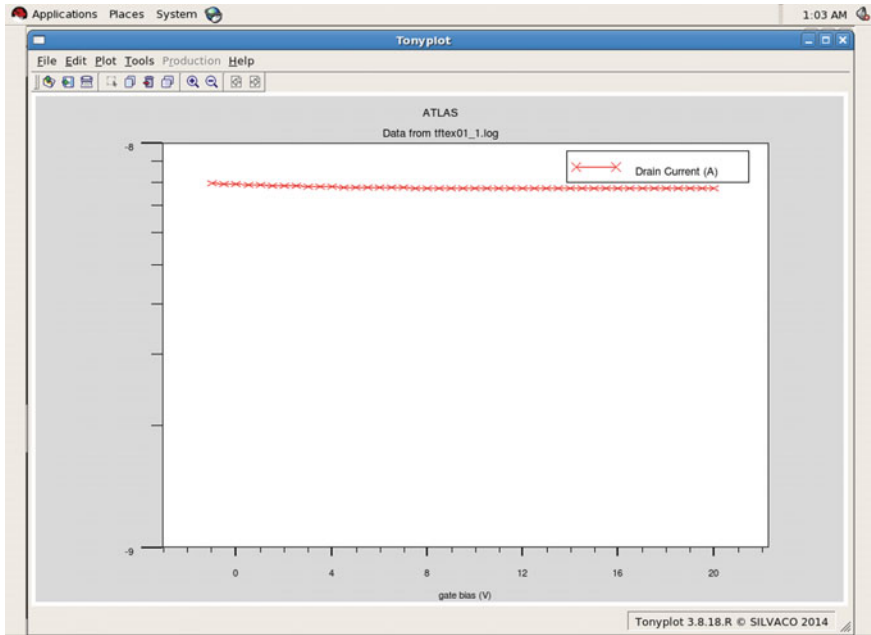 Applications Places System 1:03 AM
Tonyplot
File Edit Plot Tools Production Help
ATLAS
Data from tftex01_1.log
-8
Drain Current (A)
-9
0 4 8 12 16 20
gate bias (V)
Tonyplot 3.8.18.R © SILVACO 2014